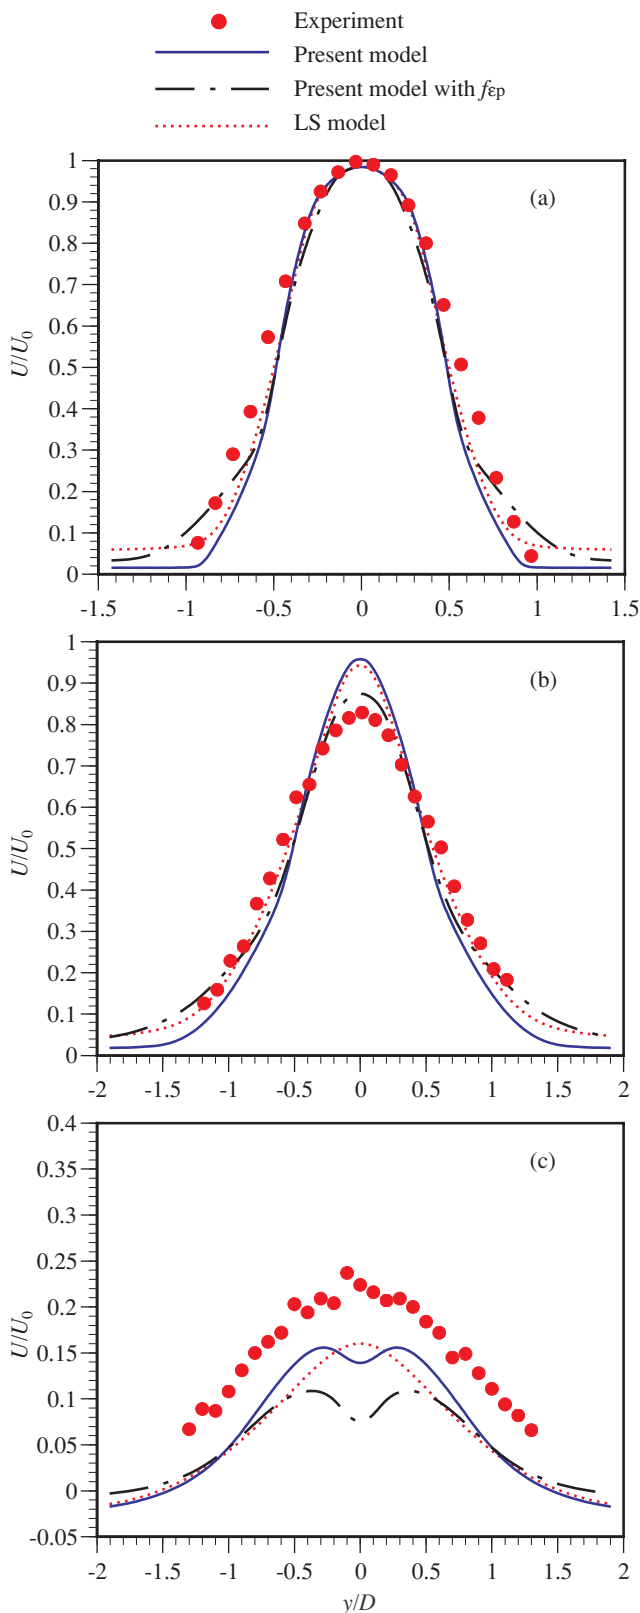 Experiment
Present model
Present model with fεp
LS model
1
0.9
0.8
0.7
0.6
0.5
0.4
0.3
0.2
0.1
0
U/U0
(a)
-1.5 -1 -0.5 0 0.5 1 1.5
1
0.9
0.8
0.7
0.6
0.5
0.4
0.3
0.2
0.1
0
U/U0
(b)
-2 -1.5 -1 -0.5 0 0.5 1 1.5 2
0.4
0.35
0.3
0.25
0.2
0.15
0.1
0.05
0
-0.05
U/U0
(c)
-2 -1.5 -1 -0.5 0 0.5 1 1.5 2
y/D